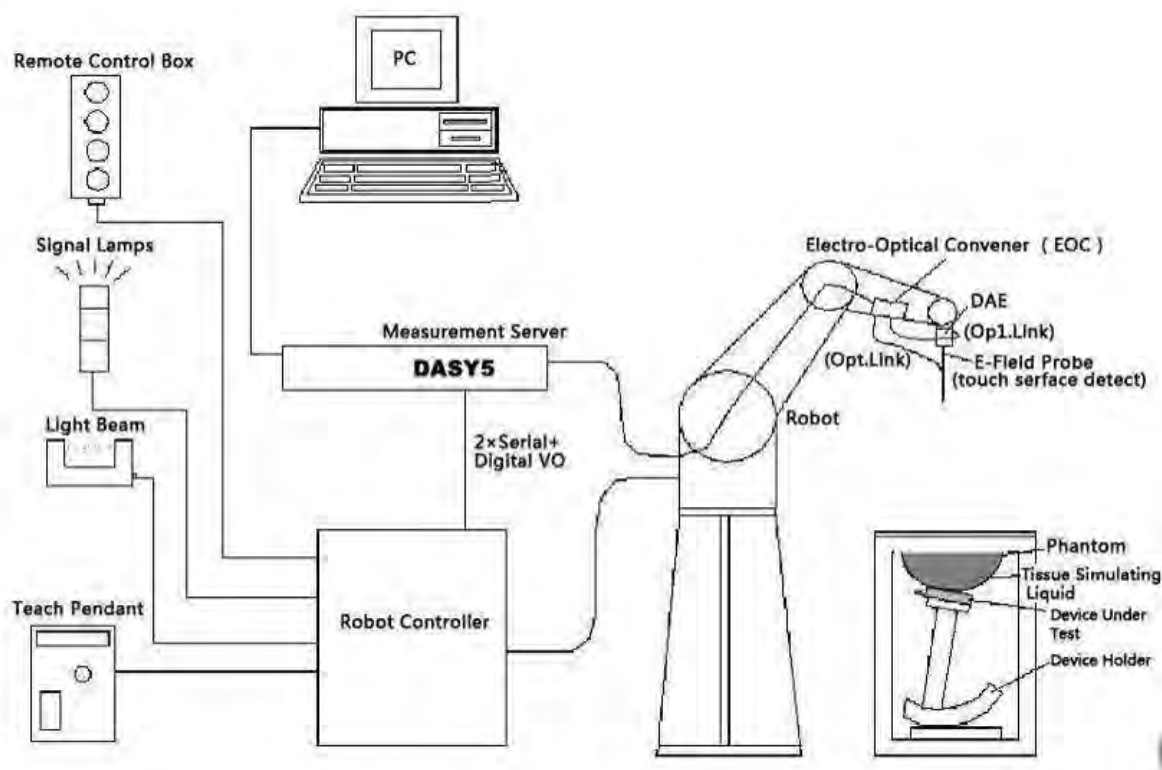 PC
Remote Control Box
Signal Lamps
Electro-Optical Convener ( EOC )
DAE
(Op1.Link)
Measurement Server
DASY5
(Opt.Link)
E-Field Probe
(touch serface detect)
Robot
Light Beam
2×Serial+
Digital VO
Phantom
Tissue Simulating
Liquid
Device Under
Test
Device Holder
Teach Pendant
Robot Controller